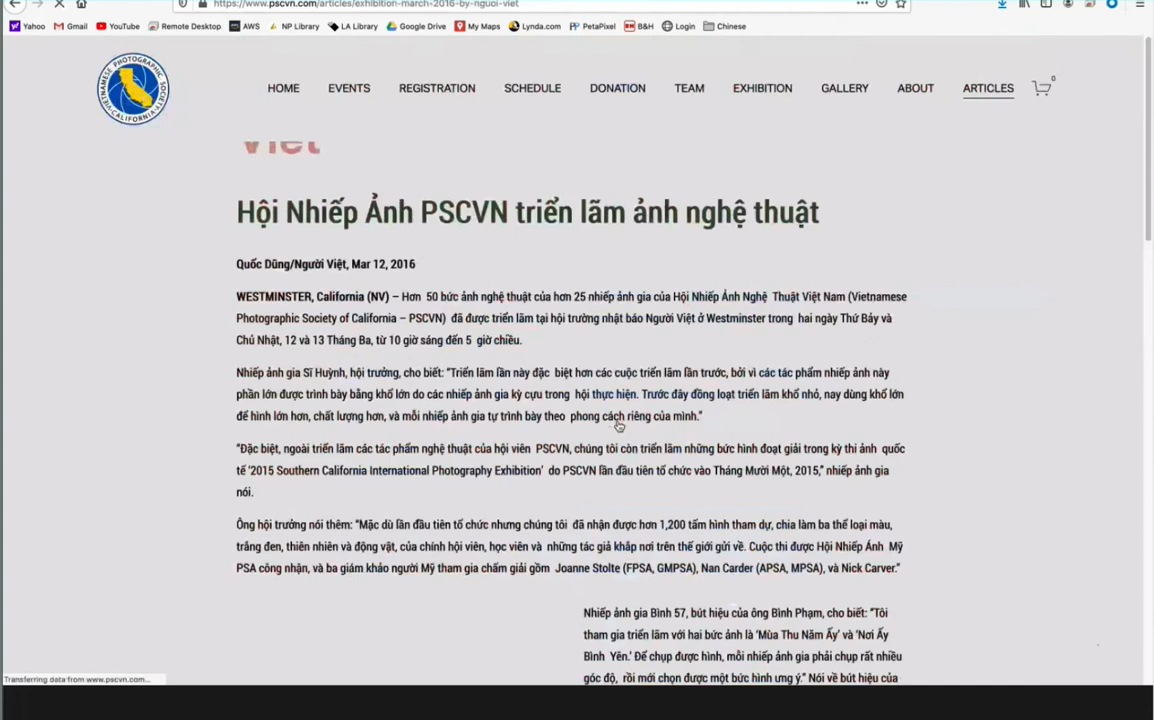 https://www.pscvn.com/articles/exhibition-march-2016-by-nguoi-viet
Yahoo Gmail YouTube Remote Desktop AWS NP Library LA Library Google Drive My Maps Lynda.com PetaPixel B&H Login Chinese
VIETNAMESE PHOTOGRAPHIC SOCIETY CALIFORNIA
HOME EVENTS REGISTRATION SCHEDULE DONATION TEAM EXHIBITION GALLERY ABOUT ARTICLES 0
Việt
Hội Nhiếp Ảnh PSCVN triển lãm ảnh nghệ thuật
Quốc Dũng/Người Việt, Mar 12, 2016
WESTMINSTER, California (NV) – Hơn 50 bức ảnh nghệ thuật của hơn 25 nhiếp ảnh gia của Hội Nhiếp Ảnh Nghệ Thuật Việt Nam (Vietnamese
Photographic Society of California – PSCVN) đã được triển lãm tại hội trường nhật báo Người Việt ở Westminster trong hai ngày Thứ Bảy và
Chủ Nhật, 12 và 13 Tháng Ba, từ 10 giờ sáng đến 5 giờ chiều.
Nhiếp ảnh gia Sĩ Huỳnh, hội trưởng, cho biết: “Triển lãm lần này đặc biệt hơn các cuộc triển lãm lần trước, bởi vì các tác phẩm nhiếp ảnh này
phần lớn được trình bày bằng khổ lớn do các nhiếp ảnh gia kỳ cựu trong hội thực hiện. Trước đây đồng loạt triển lãm khổ nhỏ, nay dùng khổ lớn
để hình lớn hơn, chất lượng hơn, và mỗi nhiếp ảnh gia tự trình bày theo phong cách riêng của mình.”
“Đặc biệt, ngoài triển lãm các tác phẩm nghệ thuật của hội viên PSCVN, chúng tôi còn triển lãm những bức hình đoạt giải trong kỳ thi ảnh quốc
tế ‘2015 Southern California International Photography Exhibition’ do PSCVN lần đầu tiên tổ chức vào Tháng Mười Một, 2015,” nhiếp ảnh gia
nói.
Ông hội trưởng nói thêm: “Mặc dù lần đầu tiên tổ chức nhưng chúng tôi đã nhận được hơn 1,200 tấm hình tham dự, chia làm ba thể loại màu,
trắng đen, thiên nhiên và động vật, của chính hội viên, học viên và những tác giả khắp nơi trên thế giới gửi về. Cuộc thi được Hội Nhiếp Ảnh Mỹ
PSA công nhận, và ba giám khảo người Mỹ tham gia chấm giải gồm Joanne Stolte (FPSA, GMPSA), Nan Carder (APSA, MPSA), và Nick Carver.”
Nhiếp ảnh gia Bình 57, bút hiệu của ông Bình Phạm, cho biết: “Tôi
tham gia triển lãm với hai bức ảnh là ‘Mùa Thu Năm Ấy’ và ‘Nơi Ấy
Bình Yên.’ Để chụp được hình, mỗi nhiếp ảnh gia phải chụp rất nhiều
góc độ, rồi mới chọn được một bức hình ưng ý.” Nói về bút hiệu của
Transferring data from www.pscvn.com...